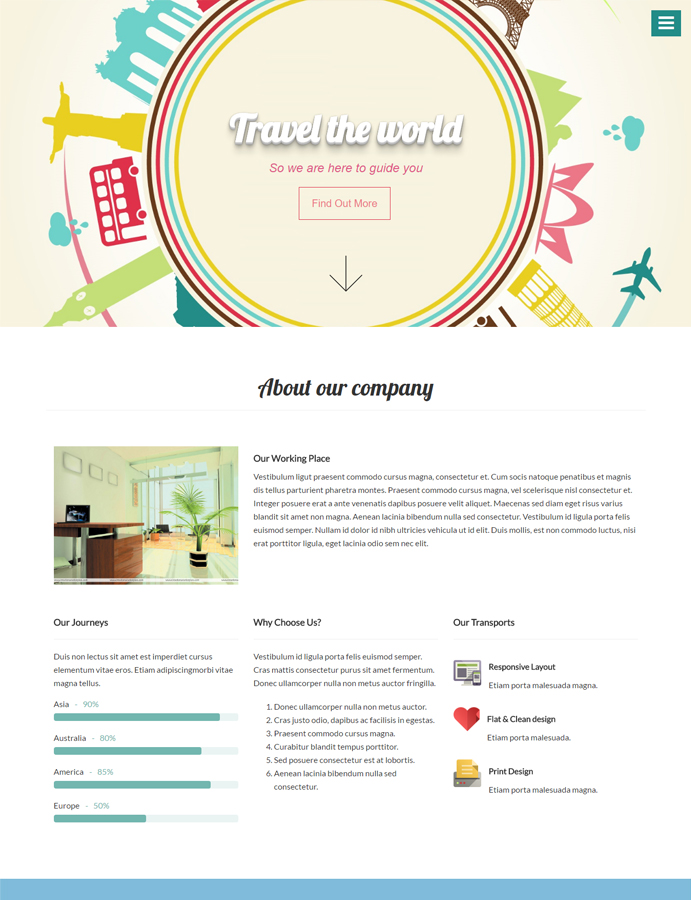 Travel the world
So we are here to guide you
Find Out More
About our company
Our Working Place
Vestibulum ligut praesent commodo cursus magna, consectetur et. Cum socis natoque penatibus et magnis
dis tellus parturient pharetra montes. Praesent commodo cursus magna, vel scelerisque nisl consectetur et.
Integer posuere erat a ante venenatis dapibus posuere velit aliquet. Maecenas sed diam eget risus varius
blandit sit amet non magna. Aenean lacinia bibendum nulla sed consectetur. Vestibulum id ligula porta felis
euismod semper. Nullam id dolor id nibh ultricies vehicula ut id elit. Duis mollis, est non commodo luctus, nisi
erat porttitor ligula, eget lacinia odio sem nec elit.
Our Journeys
Duis non lectus sit amet est imperdiet cursus
elementum vitae eros. Etiam adipiscingmorbi vitae
magna tellus.
Asia - 90%
Australia - 80%
America - 85%
Europe - 50%
Why Choose Us?
Vestibulum id ligula porta felis euismod semper.
Cras mattis consectetur purus sit amet fermentum.
Donec ullamcorper nulla non metus auctor fringilla.
1. Donec ullamcorper nulla non metus auctor.
2. Cras justo odio, dapibus ac facilisis in egestas.
3. Praesent commodo cursus magna.
4. Curabitur blandit tempus porttitor.
5. Sed posuere consectetur est at lobortis.
6. Aenean lacinia bibendum nulla sed
consectetur.
Our Transports
Responsive Layout
Etiam porta malesuada magna.
Flat & Clean design
Etiam porta malesuada.
Print Design
Etiam porta malesuada magna.